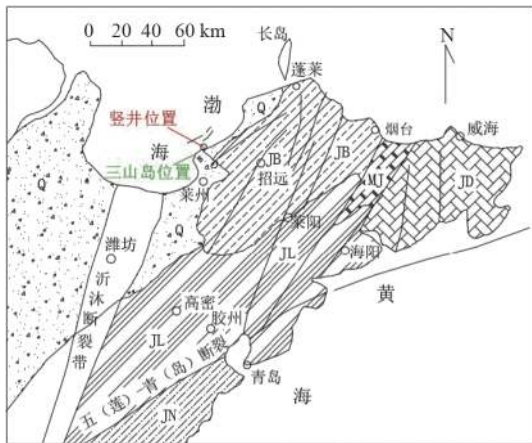 0 20 40 60 km
长岛
N
蓬莱
渤
Q
竖井位置
烟台
威海
海
JB
招远
JB
MJ
JD
三山岛位置
Q
莱州
莱阳
Q
JL
海阳
潍坊
黄
沂沭断裂带
高密
胶州
JL
五(莲)-青(岛)断裂
青岛
海
JN